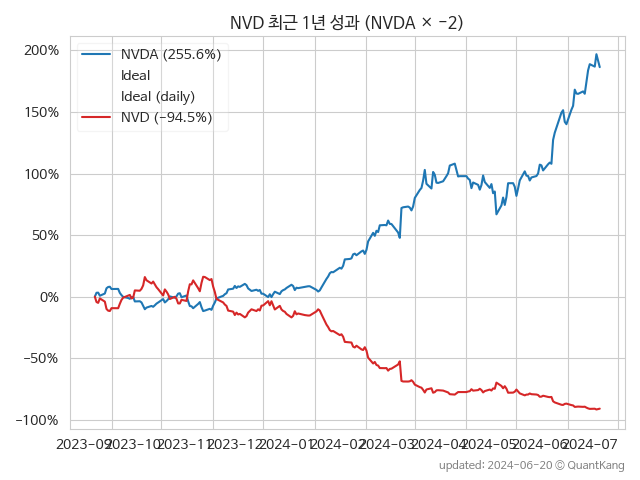 NVD 최근 1년 성과 (NVDA × −2)
NVDA (255.6%)
Ideal
Ideal (daily)
NVD (−94.5%)
200%
150%
100%
50%
0%
−50%
−100%
2023-09 2023-10 2023-11 2023-12 2024-01 2024-02 2024-03 2024-04 2024-05 2024-06 2024-07
updated: 2024-06-20 © QuantKang